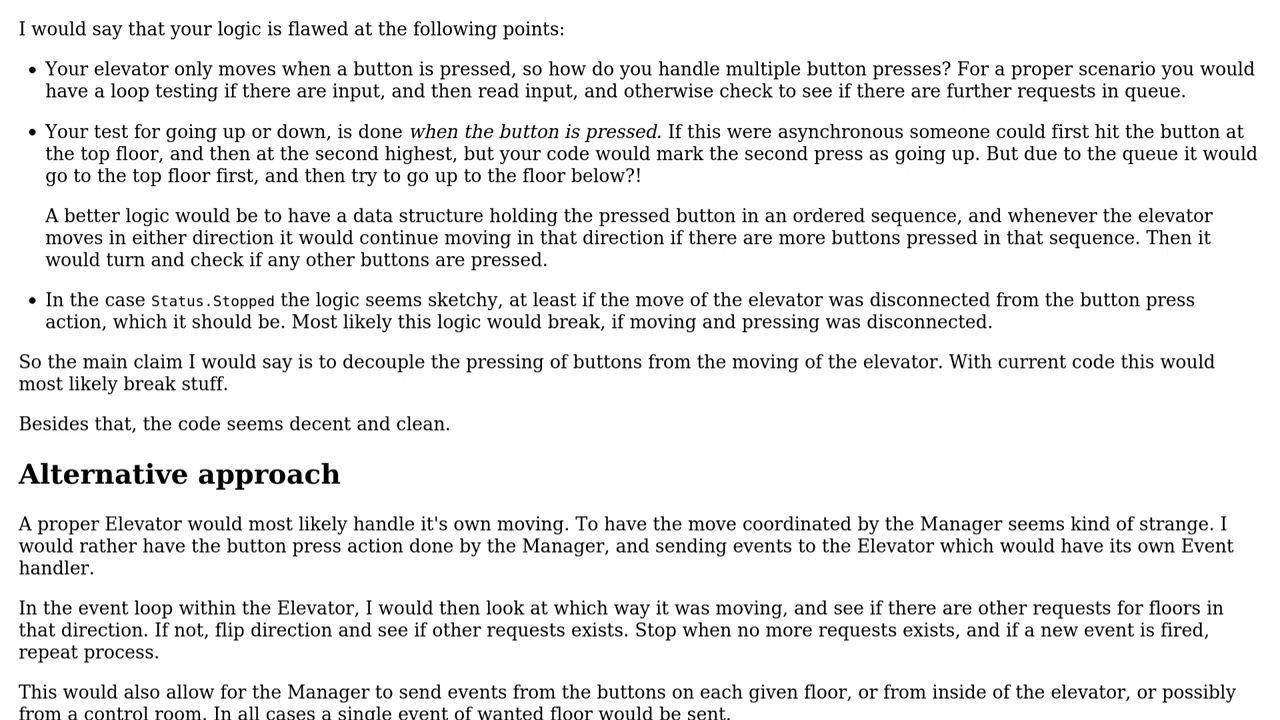 I would say that your logic is flawed at the following points:
• Your elevator only moves when a button is pressed, so how do you handle multiple button presses? For a proper scenario you would
have a loop testing if there are input, and then read input, and otherwise check to see if there are further requests in queue.
• Your test for going up or down, is done when the button is pressed. If this were asynchronous someone could first hit the button at
the top floor, and then at the second highest, but your code would mark the second press as going up. But due to the queue it would
go to the top floor first, and then try to go up to the floor below?!
A better logic would be to have a data structure holding the pressed button in an ordered sequence, and whenever the elevator
moves in either direction it would continue moving in that direction if there are more buttons pressed in that sequence. Then it
would turn and check if any other buttons are pressed.
• In the case Status.Stopped the logic seems sketchy, at least if the move of the elevator was disconnected from the button press
action, which it should be. Most likely this logic would break, if moving and pressing was disconnected.
So the main claim I would say is to decouple the pressing of buttons from the moving of the elevator. With current code this would
most likely break stuff.
Besides that, the code seems decent and clean.
Alternative approach
A proper Elevator would most likely handle it's own moving. To have the move coordinated by the Manager seems kind of strange. I
would rather have the button press action done by the Manager, and sending events to the Elevator which would have its own Event
handler.
In the event loop within the Elevator, I would then look at which way it was moving, and see if there are other requests for floors in
that direction. If not, flip direction and see if other requests exists. Stop when no more requests exists, and if a new event is fired,
repeat process.
This would also allow for the Manager to send events from the buttons on each given floor, or from inside of the elevator, or possibly
from a control room. In all cases a single event of wanted floor would be sent.